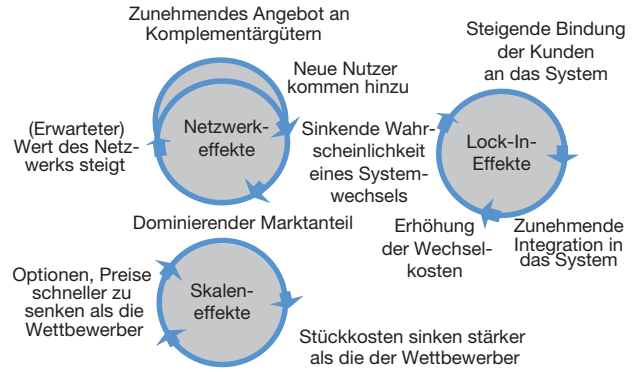 Zunehmendes Angebot an
Komplementärgütern
Neue Nutzer
kommen hinzu
(Erwarteter)
Wert des Netz-
werks steigt
Netzwerk-
effekte
Dominierender Marktanteil
Steigende Bindung
der Kunden
an das System
Sinkende Wahr-
scheinlichkeit
eines System-
wechsels
Lock-In-
Effekte
Erhöhung
der Wechsel-
kosten
Zunehmende
Integration in
das System
Optionen, Preise
schneller zu
senken als die
Wettbewerber
Skalen-
effekte
Stückkosten sinken stärker
als die der Wettbewerber